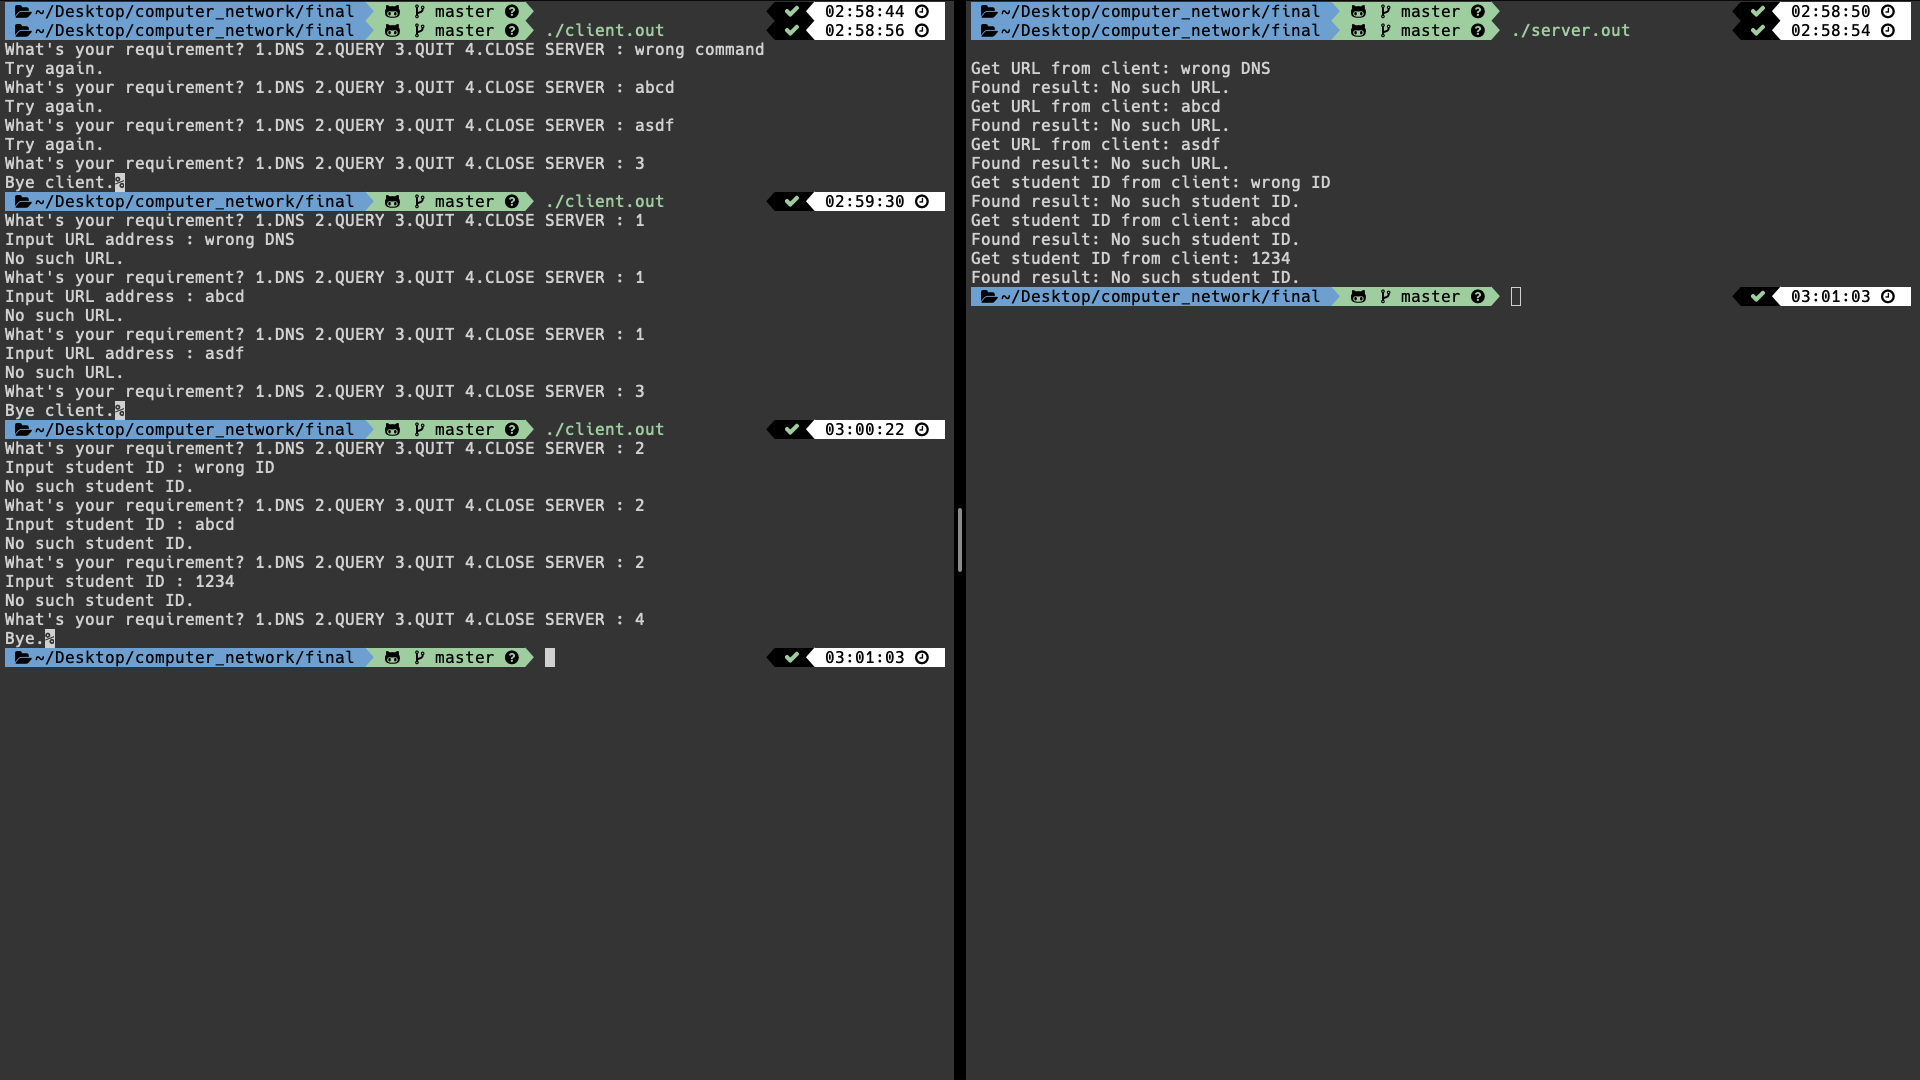 ~/Desktop/computer_network/final master 02:58:44
~/Desktop/computer_network/final master ./client.out 02:58:56
What's your requirement? 1.DNS 2.QUERY 3.QUIT 4.CLOSE SERVER : wrong command
Try again.
What's your requirement? 1.DNS 2.QUERY 3.QUIT 4.CLOSE SERVER : abcd
Try again.
What's your requirement? 1.DNS 2.QUERY 3.QUIT 4.CLOSE SERVER : asdf
Try again.
What's your requirement? 1.DNS 2.QUERY 3.QUIT 4.CLOSE SERVER : 3
Bye client.%
~/Desktop/computer_network/final master ./client.out 02:59:30
What's your requirement? 1.DNS 2.QUERY 3.QUIT 4.CLOSE SERVER : 1
Input URL address : wrong DNS
No such URL.
What's your requirement? 1.DNS 2.QUERY 3.QUIT 4.CLOSE SERVER : 1
Input URL address : abcd
No such URL.
What's your requirement? 1.DNS 2.QUERY 3.QUIT 4.CLOSE SERVER : 1
Input URL address : asdf
No such URL.
What's your requirement? 1.DNS 2.QUERY 3.QUIT 4.CLOSE SERVER : 3
Bye client.%
~/Desktop/computer_network/final master ./client.out 03:00:22
What's your requirement? 1.DNS 2.QUERY 3.QUIT 4.CLOSE SERVER : 2
Input student ID : wrong ID
No such student ID.
What's your requirement? 1.DNS 2.QUERY 3.QUIT 4.CLOSE SERVER : 2
Input student ID : abcd
No such student ID.
What's your requirement? 1.DNS 2.QUERY 3.QUIT 4.CLOSE SERVER : 2
Input student ID : 1234
No such student ID.
What's your requirement? 1.DNS 2.QUERY 3.QUIT 4.CLOSE SERVER : 4
Bye.%
~/Desktop/computer_network/final master 03:01:03
~/Desktop/computer_network/final master 02:58:50
~/Desktop/computer_network/final master ./server.out 02:58:54
Get URL from client: wrong DNS
Found result: No such URL.
Get URL from client: abcd
Found result: No such URL.
Get URL from client: asdf
Found result: No such URL.
Get student ID from client: wrong ID
Found result: No such student ID.
Get student ID from client: abcd
Found result: No such student ID.
Get student ID from client: 1234
Found result: No such student ID.
~/Desktop/computer_network/final master 03:01:03